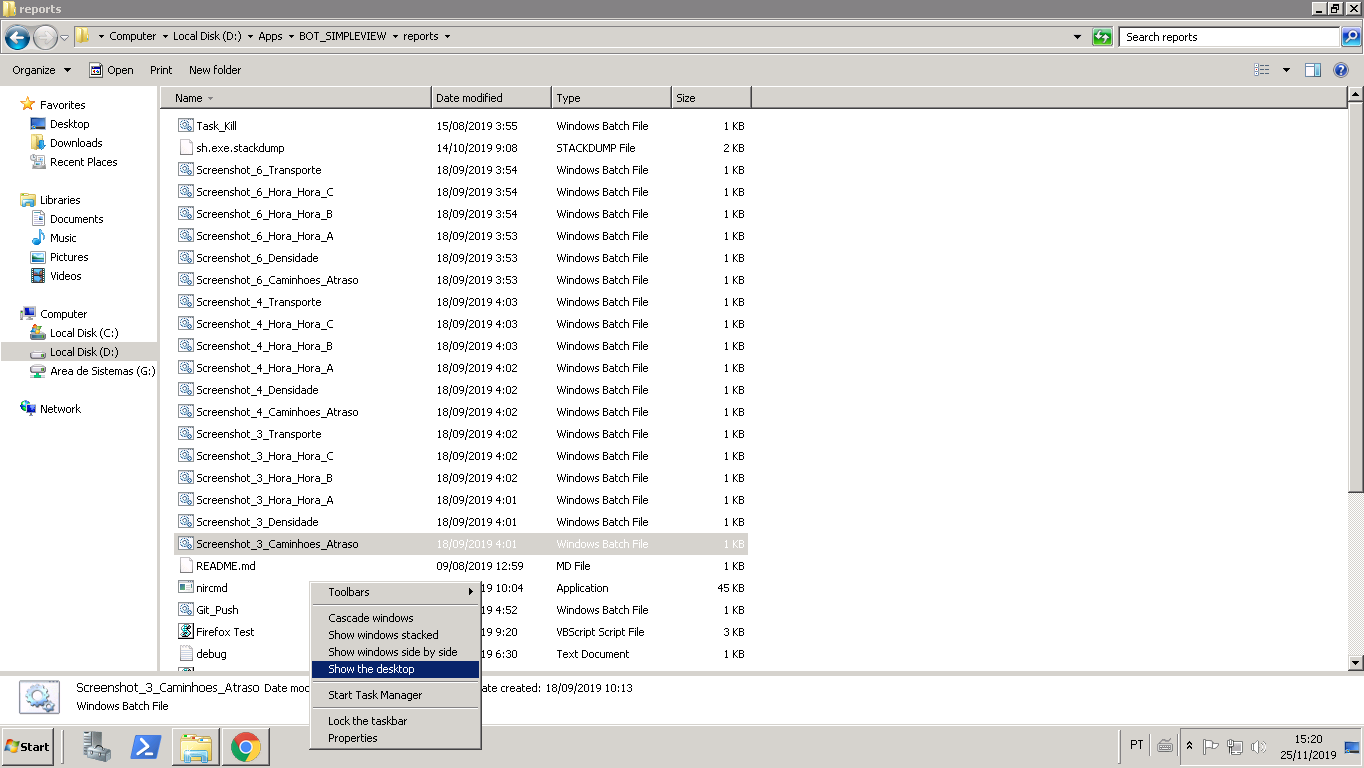 reports
Computer Local Disk (D:) Apps BOT_SIMPLEVIEW reports Search reports
Organize Open Print New folder
Name Date modified Type Size
Favorites
Desktop
Downloads
Recent Places
Libraries
Documents
Music
Pictures
Videos
Computer
Local Disk (C:)
Local Disk (D:)
Area de Sistemas (G:)
Network
Task_Kill 15/08/2019 3:55 Windows Batch File 1 KB
sh.exe.stackdump 14/10/2019 9:08 STACKDUMP File 2 KB
Screenshot_6_Transporte 18/09/2019 3:54 Windows Batch File 1 KB
Screenshot_6_Hora_Hora_C 18/09/2019 3:54 Windows Batch File 1 KB
Screenshot_6_Hora_Hora_B 18/09/2019 3:54 Windows Batch File 1 KB
Screenshot_6_Hora_Hora_A 18/09/2019 3:53 Windows Batch File 1 KB
Screenshot_6_Densidade 18/09/2019 3:53 Windows Batch File 1 KB
Screenshot_6_Caminhoes_Atraso 18/09/2019 3:53 Windows Batch File 1 KB
Screenshot_4_Transporte 18/09/2019 4:03 Windows Batch File 1 KB
Screenshot_4_Hora_Hora_C 18/09/2019 4:03 Windows Batch File 1 KB
Screenshot_4_Hora_Hora_B 18/09/2019 4:03 Windows Batch File 1 KB
Screenshot_4_Hora_Hora_A 18/09/2019 4:02 Windows Batch File 1 KB
Screenshot_4_Densidade 18/09/2019 4:02 Windows Batch File 1 KB
Screenshot_4_Caminhoes_Atraso 18/09/2019 4:02 Windows Batch File 1 KB
Screenshot_3_Transporte 18/09/2019 4:02 Windows Batch File 1 KB
Screenshot_3_Hora_Hora_C 18/09/2019 4:02 Windows Batch File 1 KB
Screenshot_3_Hora_Hora_B 18/09/2019 4:02 Windows Batch File 1 KB
Screenshot_3_Hora_Hora_A 18/09/2019 4:01 Windows Batch File 1 KB
Screenshot_3_Densidade 18/09/2019 4:01 Windows Batch File 1 KB
Screenshot_3_Caminhoes_Atraso 18/09/2019 4:01 Windows Batch File 1 KB
README.md 09/08/2019 12:59 MD File 1 KB
nircmd 19 10:04 Application 45 KB
Git_Push 19 4:52 Windows Batch File 1 KB
Firefox Test 19 9:20 VBScript Script File 3 KB
debug 19 6:30 Text Document 1 KB
Toolbars
Cascade windows
Show windows stacked
Show windows side by side
Show the desktop
Start Task Manager
Lock the taskbar
Properties
Screenshot_3_Caminhoes_Atraso Date mo ate created: 18/09/2019 10:13
Windows Batch File
Start PT 15:20
25/11/2019